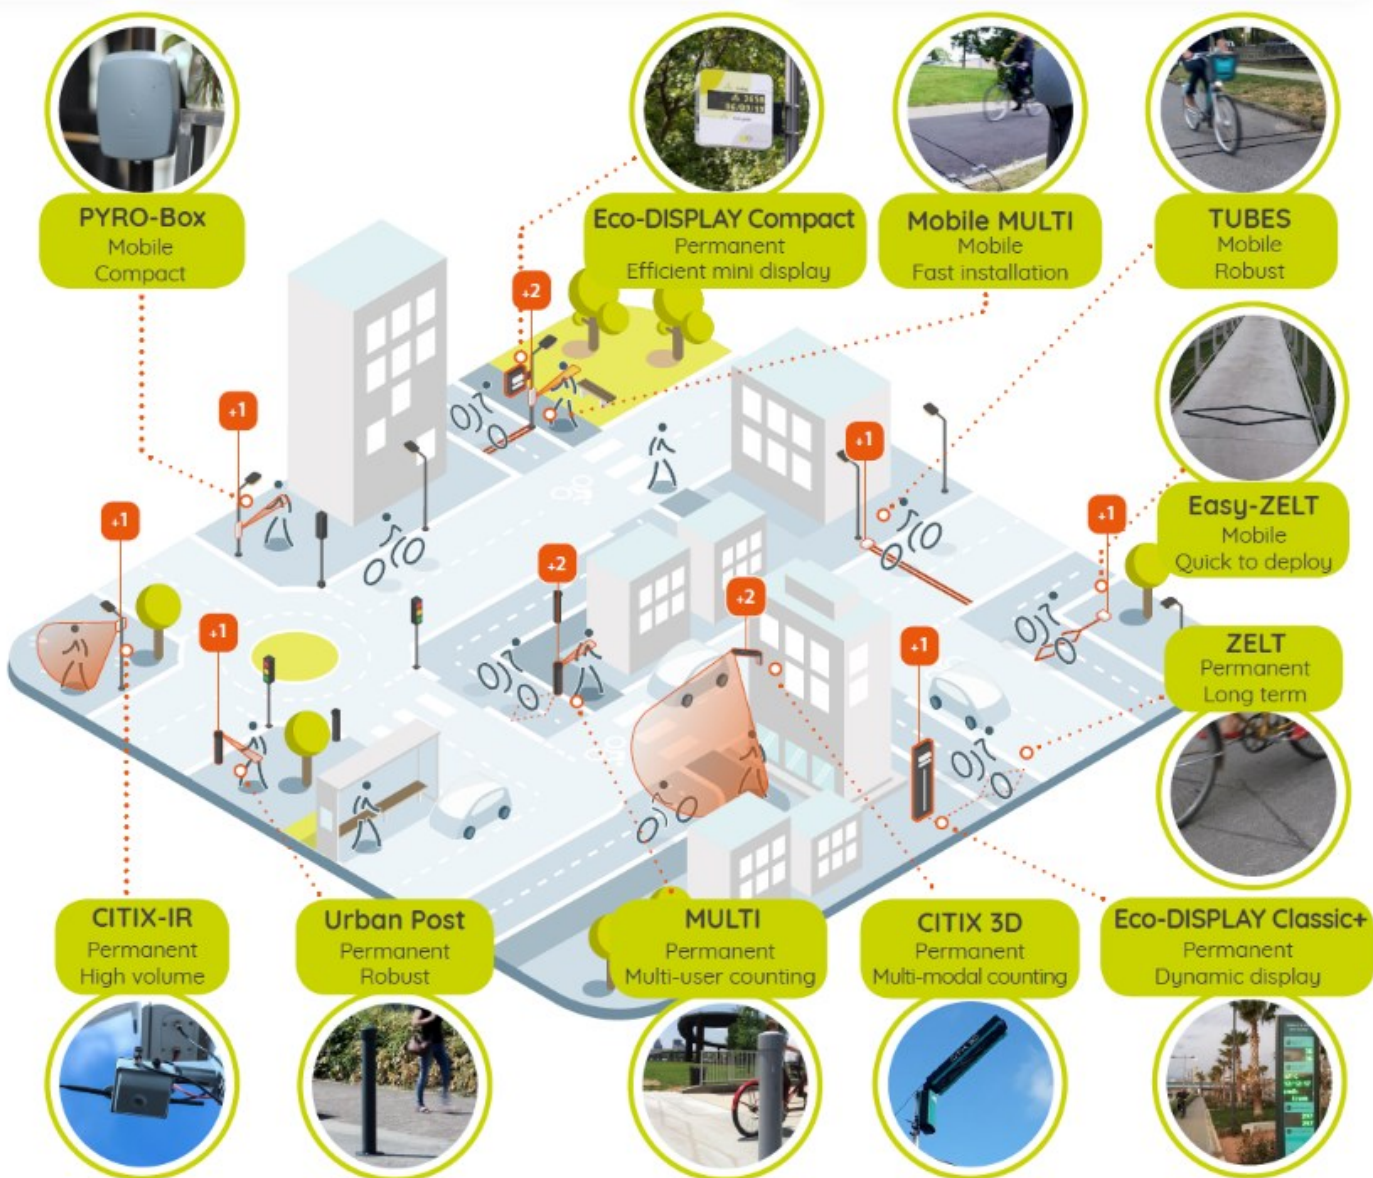 PYRO-Box
Mobile
Compact
Eco-DISPLAY Compact
Permanent
Efficient mini display
Mobile MULTI
Mobile
Fast installation
TUBES
Mobile
Robust
+2
+1
+1
Easy-ZELT
Mobile
Quick to deploy
+1
+1
+2
+2
+1
+1
ZELT
Permanent
Long term
CITIX-IR
Permanent
High volume
Urban Post
Permanent
Robust
MULTI
Permanent
Multi-user counting
CITIX 3D
Permanent
Multi-modal counting
Eco-DISPLAY Classic+
Permanent
Dynamic display